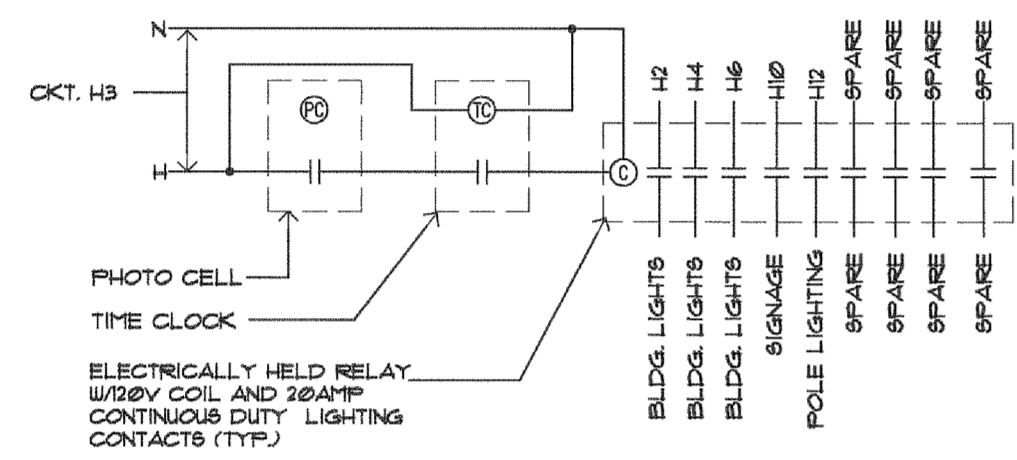 N
CKT. H3
H
PC
TC
C
H2
H4
H6
H10
H12
SPARE
SPARE
SPARE
SPARE
BLDG. LIGHTS
BLDG. LIGHTS
BLDG. LIGHTS
SIGNAGE
POLE LIGHTING
SPARE
SPARE
SPARE
SPARE
PHOTO CELL
TIME CLOCK
ELECTRICALLY HELD RELAY
W/120V COIL AND 20AMP
CONTINUOUS DUTY LIGHTING
CONTACTS (TYP.)